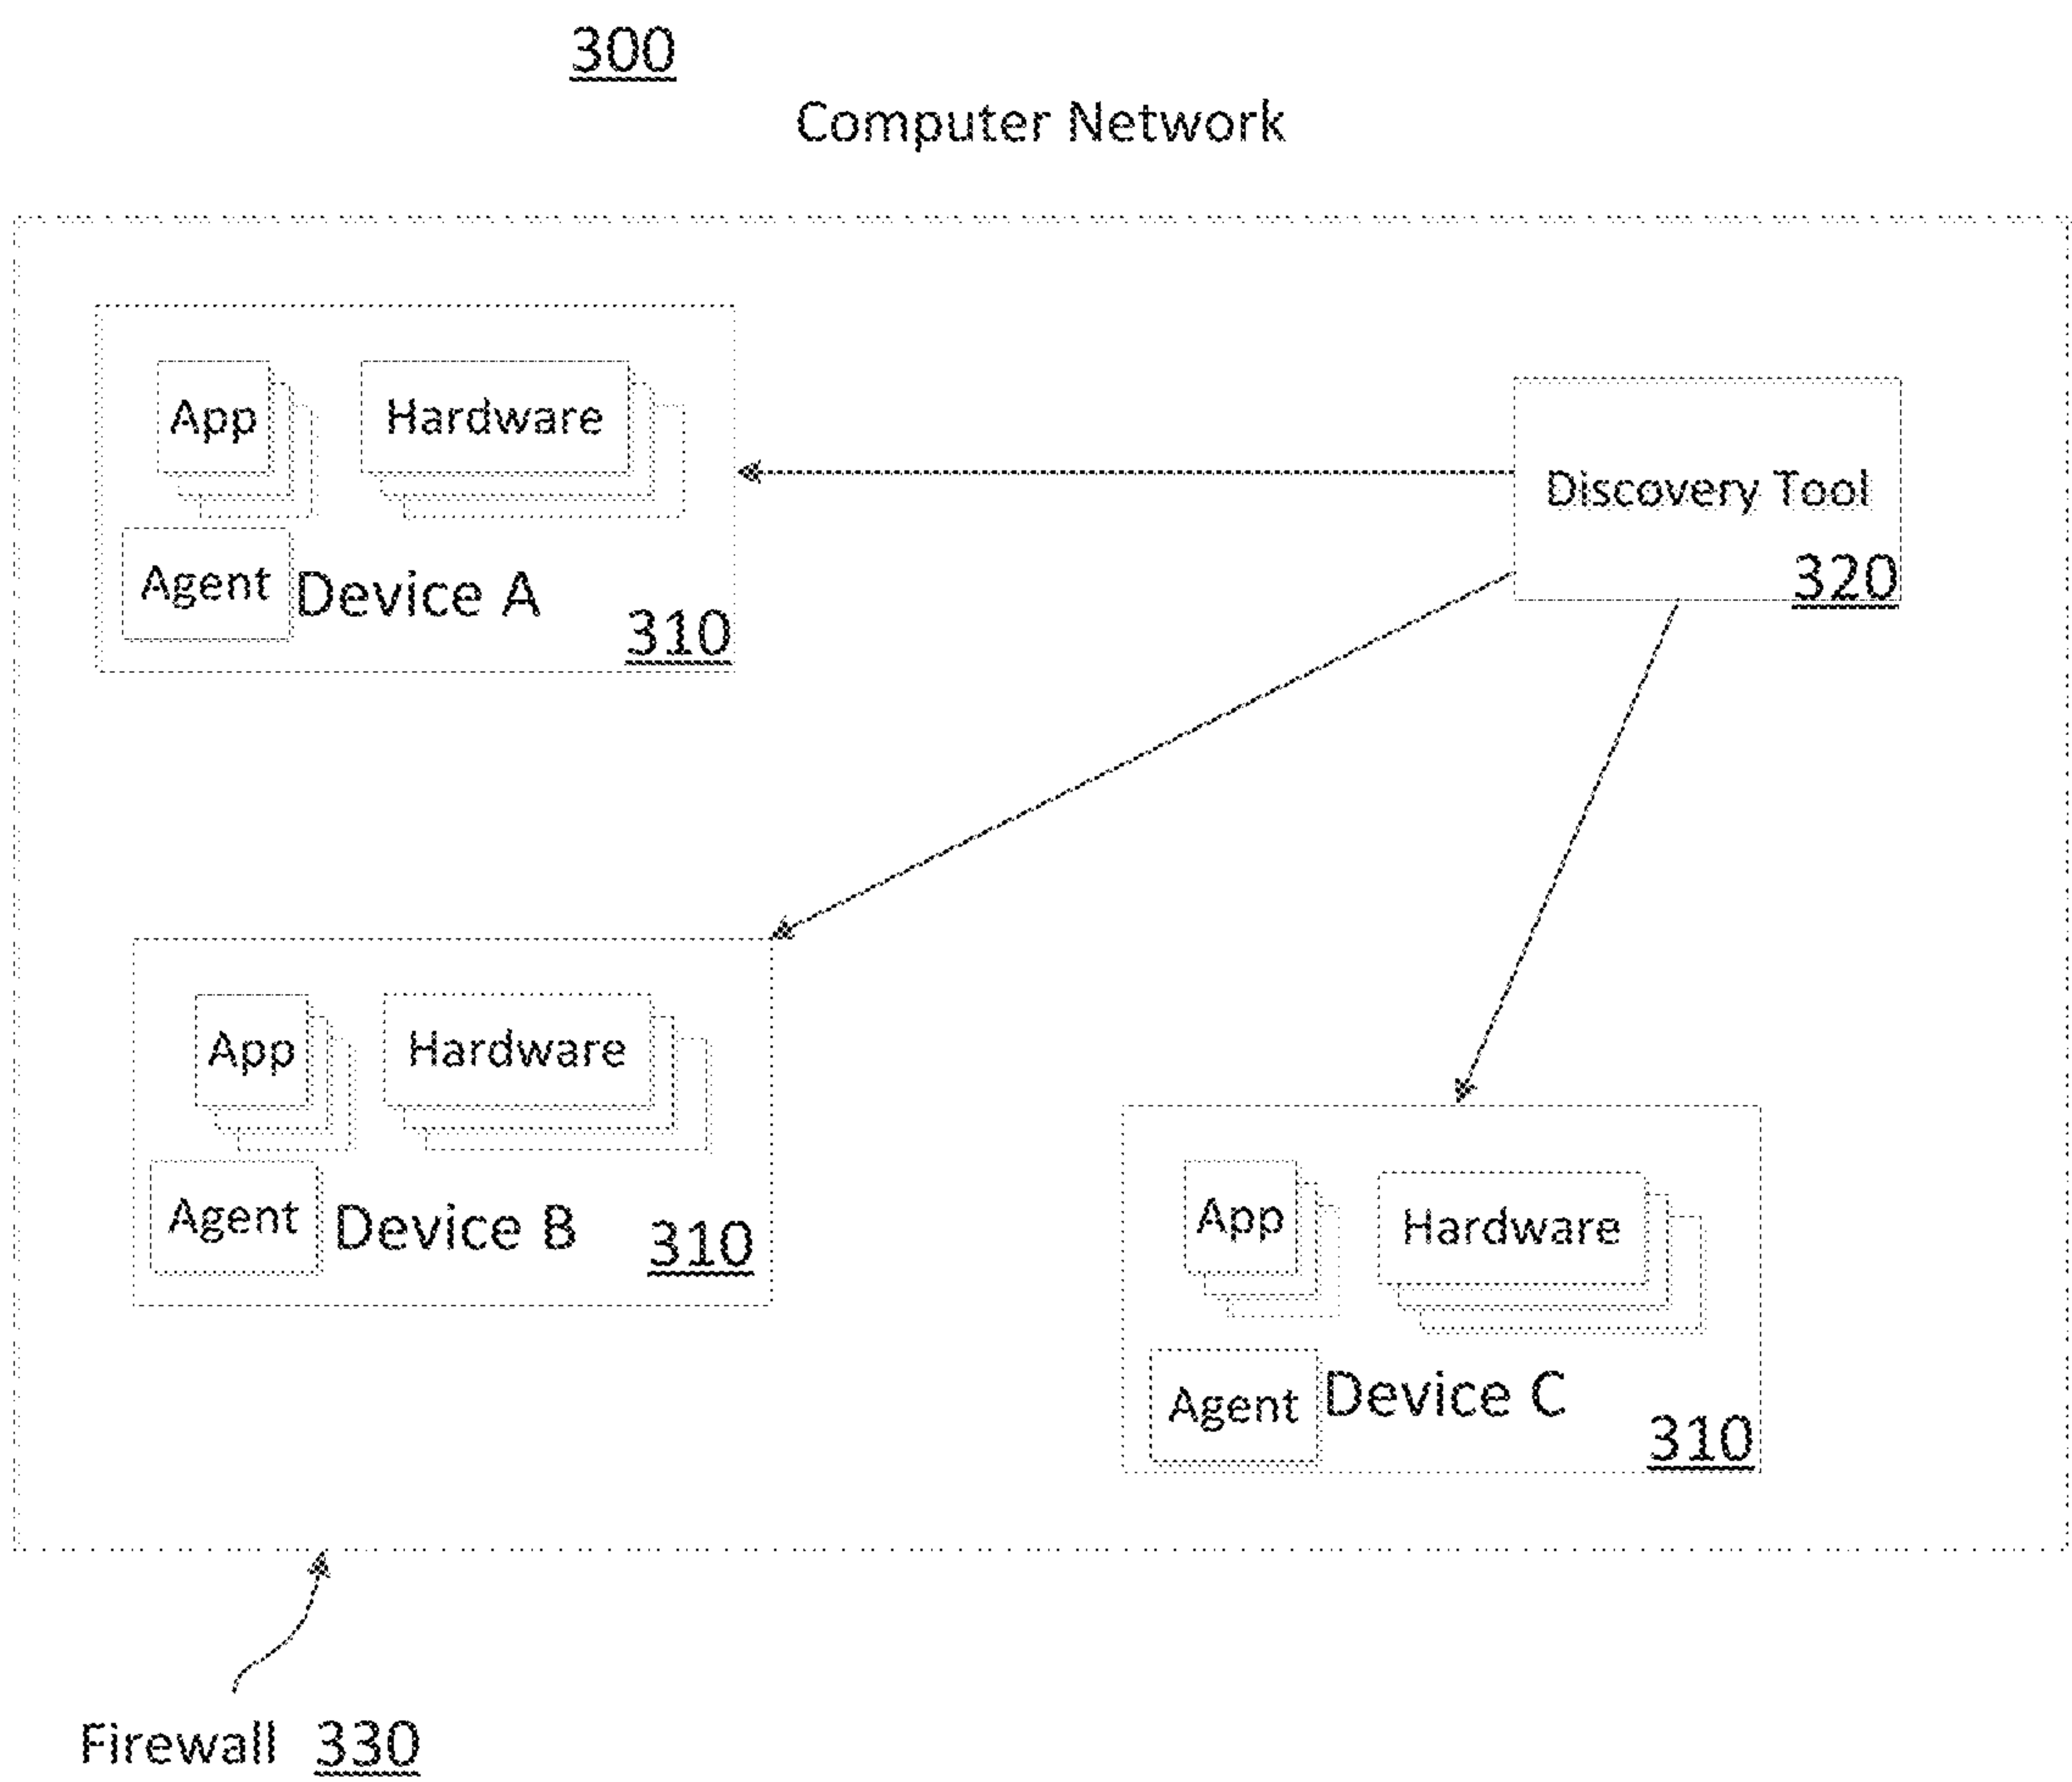 300
Computer Network
App
Hardware
Agent
Device A
310
Discovery Tool
320
App
Hardware
Agent
Device B
310
App
Hardware
Agent
Device C
310
Firewall 330